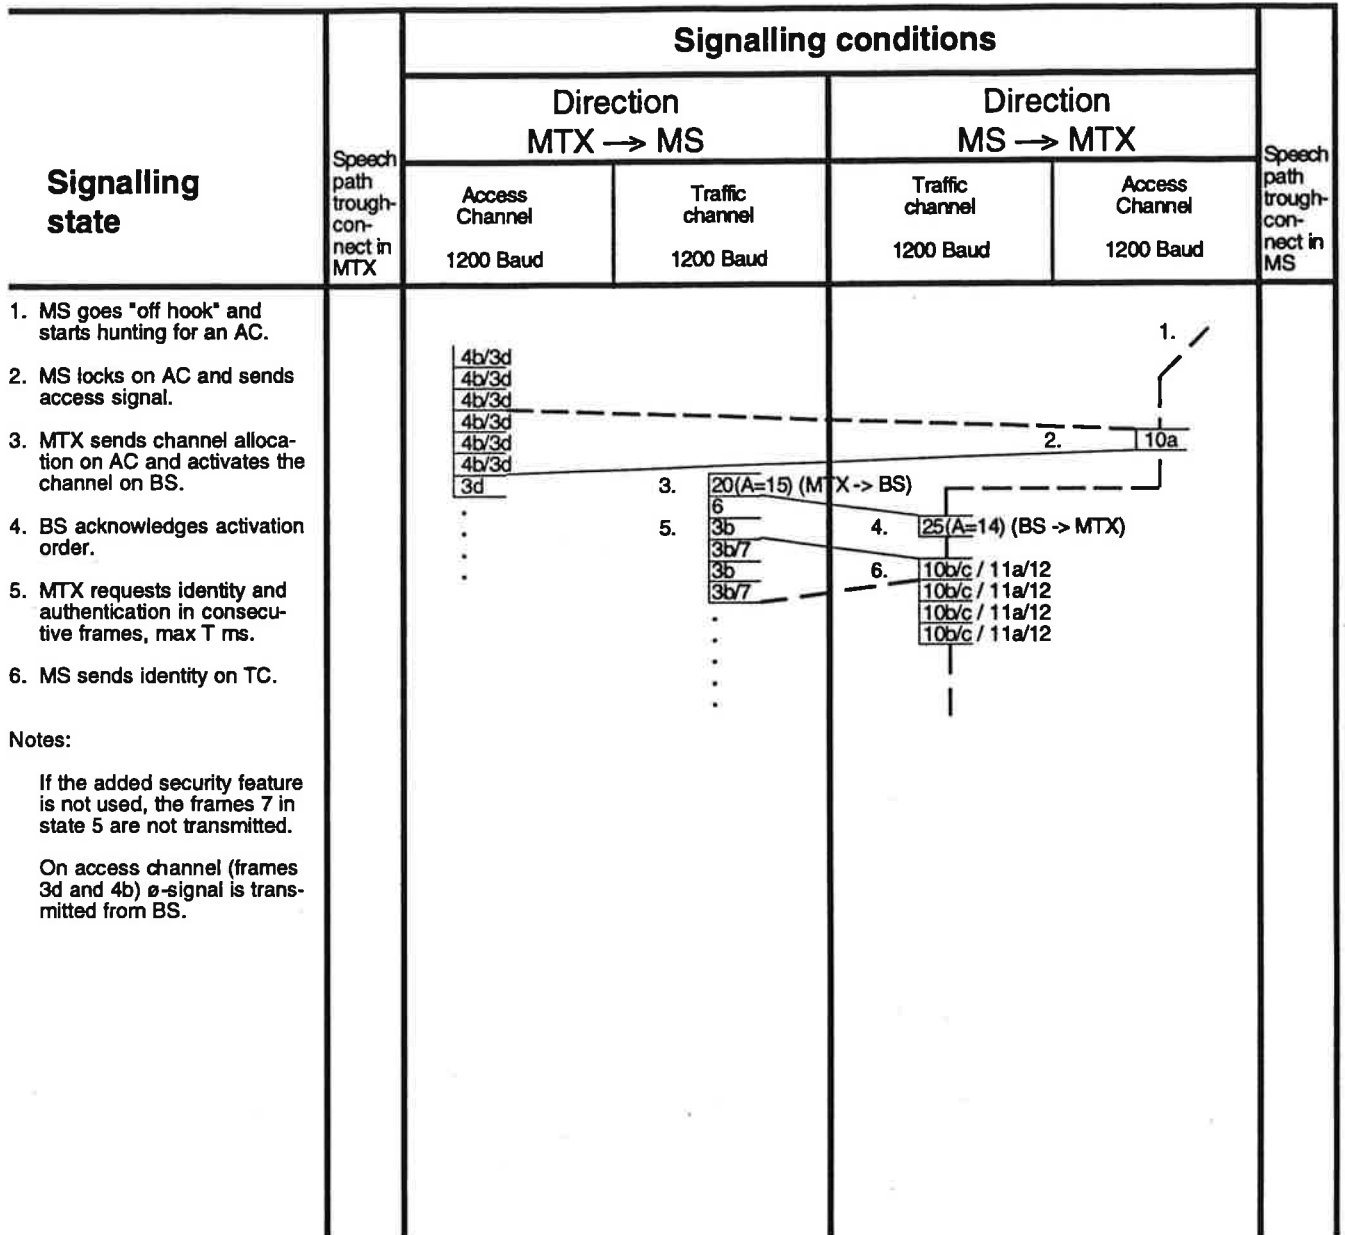 Signalling conditions
Direction
MTX -> MS
Direction
MS -> MTX
Signalling
state
Speech
path
trough-
con-
nect in
MTX
Access
Channel
1200 Baud
Traffic
channel
1200 Baud
Traffic
channel
1200 Baud
Access
Channel
1200 Baud
Speech
path
trough-
con-
nect in
MS
1. MS goes "off hook" and
starts hunting for an AC.
2. MS locks on AC and sends
access signal.
3. MTX sends channel alloca-
tion on AC and activates the
channel on BS.
4. BS acknowledges activation
order.
5. MTX requests identity and
authentication in consecu-
tive frames, max T ms.
6. MS sends identity on TC.
Notes:
If the added security feature
is not used, the frames 7 in
state 5 are not transmitted.
On access channel (frames
3d and 4b) ø-signal is trans-
mitted from BS.
4b/3d
4b/3d
4b/3d
4b/3d
4b/3d
4b/3d
3d
3. 20(A=15) (MTX -> BS)
6
5. 3b
3b/7
3b
3b/7
1.
2. 10a
4. 25(A=14) (BS -> MTX)
6. 10b/c / 11a/12
10b/c / 11a/12
10b/c / 11a/12
10b/c / 11a/12